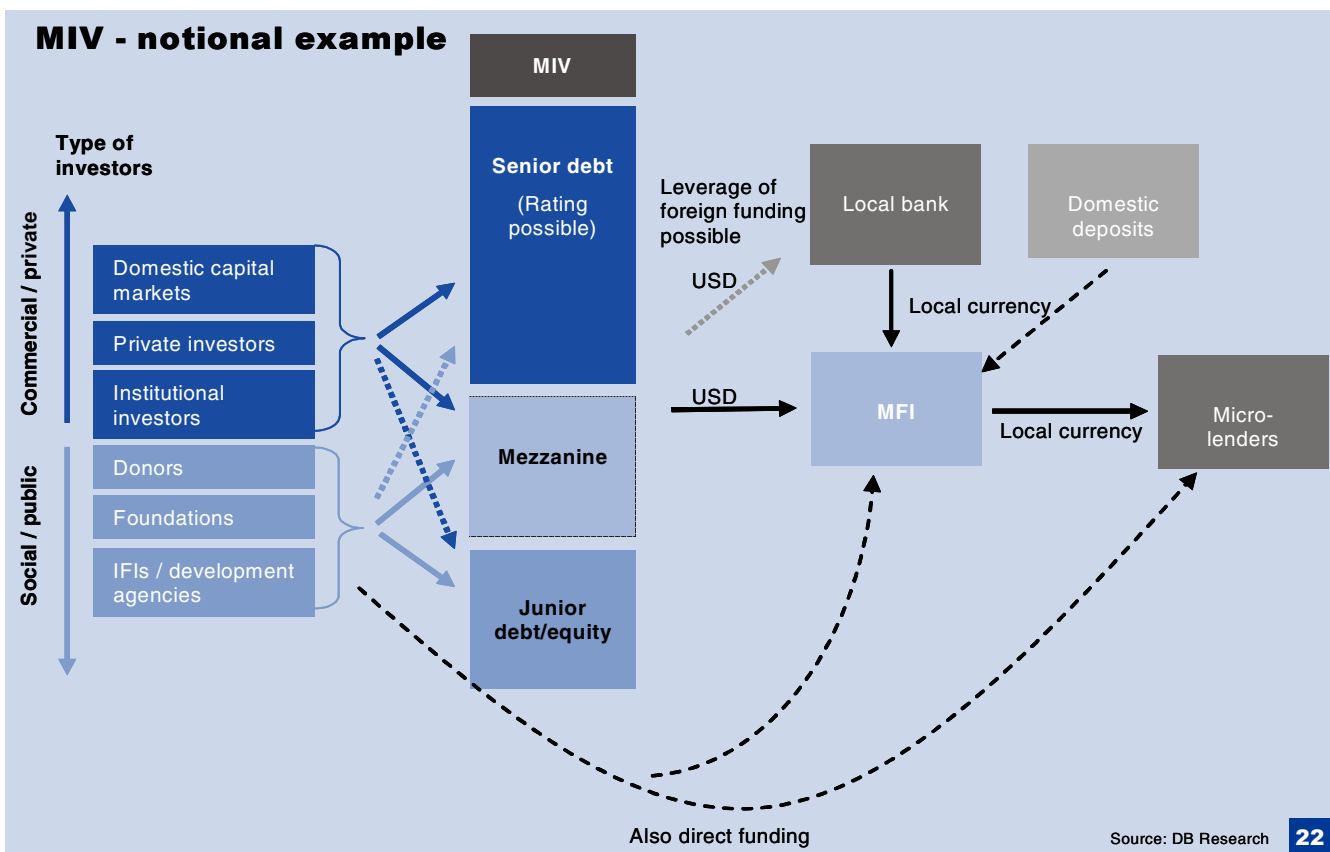 MIV - notional example
MIV
Type of
investors
Commercial / private
Social / public
Domestic capital
markets
Private investors
Institutional
investors
Donors
Foundations
IFIs / development
agencies
Senior debt
(Rating
possible)
Mezzanine
Junior
debt/equity
Leverage of
foreign funding
possible
USD
USD
Local bank
Domestic
deposits
Local currency
MFI
Local currency
Micro-
lenders
Also direct funding
Source: DB Research
22